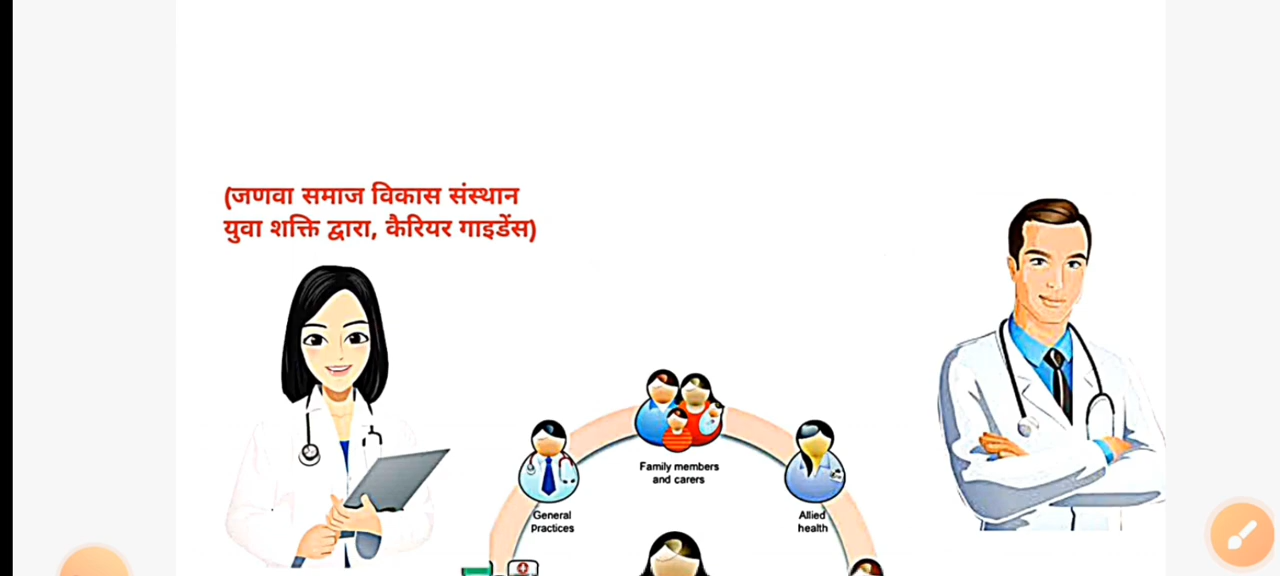 (जणवा समाज विकास संस्थान
युवा शक्ति द्वारा, कैरियर गाइडेंस)
Family members
and carers
General
Practices
Allied
health